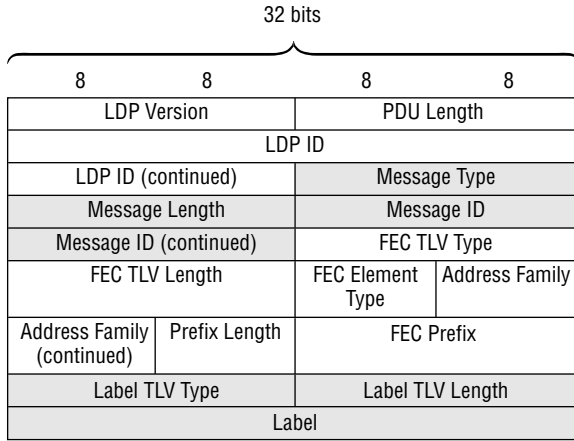 32 bits
8 8 8 8
LDP Version PDU Length
LDP ID
LDP ID (continued) Message Type
Message Length Message ID
Message ID (continued) FEC TLV Type
FEC TLV Length FEC Element Type Address Family
Address Family (continued) Prefix Length FEC Prefix
Label TLV Type Label TLV Length
Label